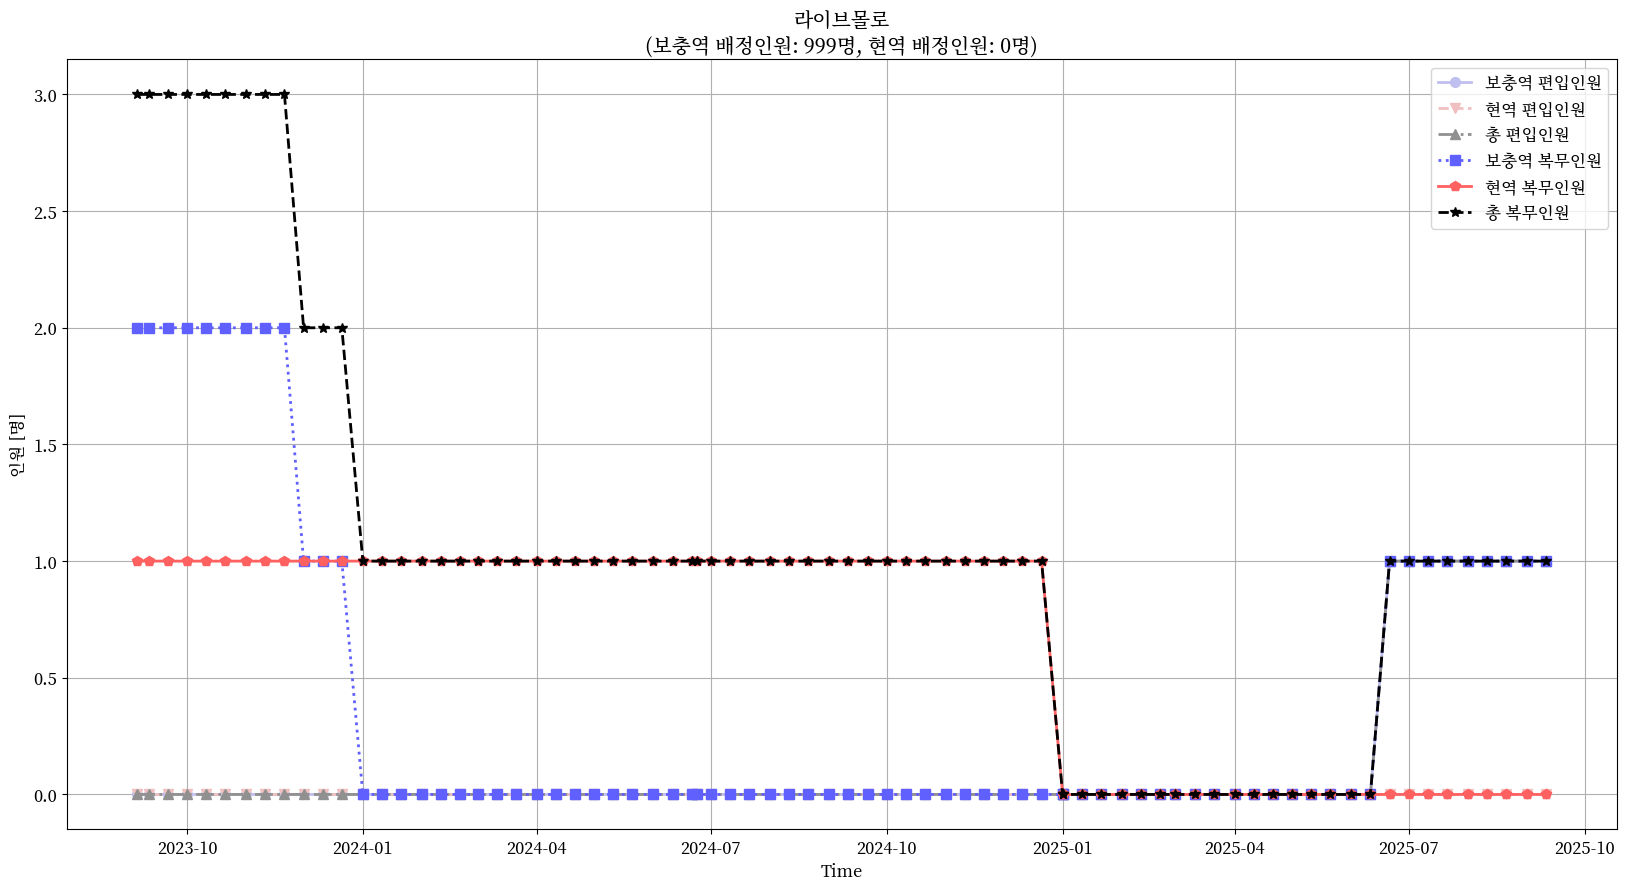 라이브몰로
(보충역 배정인원: 999명, 현역 배정인원: 0명)
보충역 편입인원
현역 편입인원
총 편입인원
보충역 복무인원
현역 복무인원
총 복무인원
3.0
2.5
2.0
1.5
1.0
0.5
0.0
인원 [명]
2023-10
2024-01
2024-04
2024-07
2024-10
2025-01
2025-04
2025-07
2025-10
Time